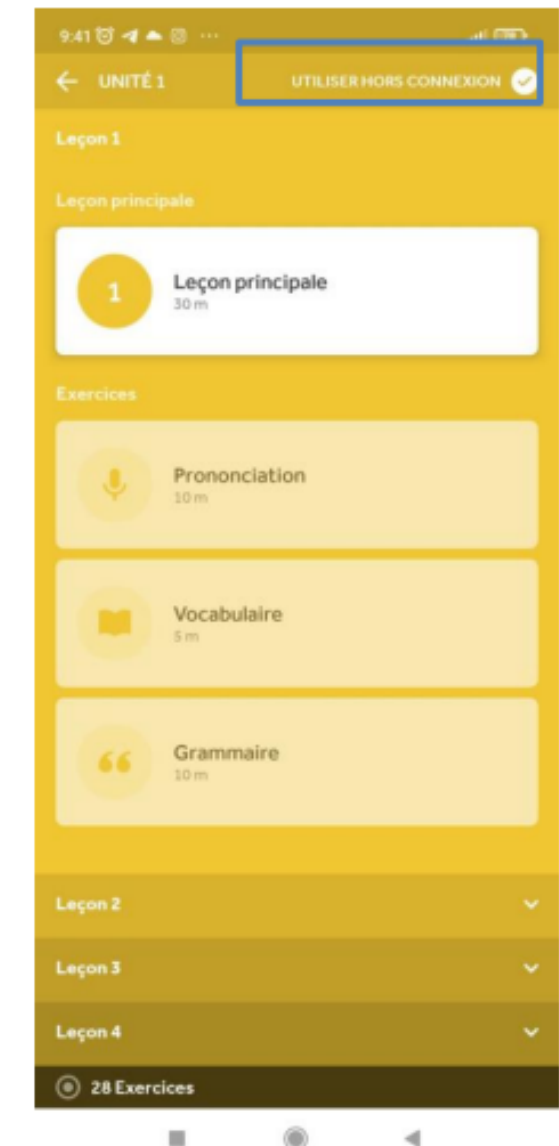 9:41
UNITÉ 1 UTILISER HORS CONNEXION
Leçon 1
Leçon principale
1 Leçon principale
30 m
Exercices
Prononciation
10 m
Vocabulaire
5 m
Grammaire
10 m
Leçon 2
Leçon 3
Leçon 4
28 Exercices